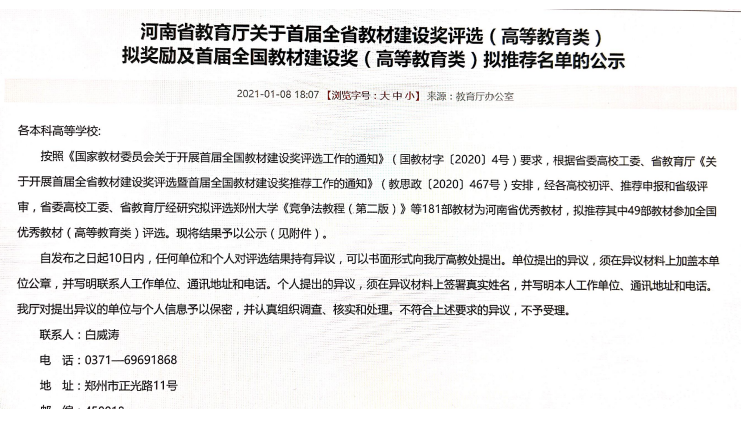 河南省教育厅关于首届全省教材建设奖评选（高等教育类）
拟奖励及首届全国教材建设奖（高等教育类）拟推荐名单的公示
2021-01-08 18:07 【浏览字号：大 中 小】 来源：教育厅办公室
各本科高等学校:
按照《国家教材委员会关于开展首届全国教材建设奖评选工作的通知》（国教材字〔2020〕4号）要求，根据省委高校工委、省教育厅《关
于开展首届全省教材建设奖评选暨首届全国教材建设奖推荐工作的通知》（教思政〔2020〕467号）安排，经各高校初评、推荐申报和省级评
审，省委高校工委、省教育厅经研究拟评选郑州大学《竞争法教程（第二版）》等181部教材为河南省优秀教材，拟推荐其中49部教材参加全国
优秀教材（高等教育类）评选。现将结果予以公示（见附件）。
自发布之日起10日内，任何单位和个人对评选结果持有异议，可以书面形式向我厅高教处提出。单位提出的异议，须在异议材料上加盖本单
位公章，并写明联系人工作单位、通讯地址和电话。个人提出的异议，须在异议材料上签署真实姓名，并写明本人工作单位、通讯地址和电话。
我厅对提出异议的单位与个人信息予以保密，并认真组织调查、核实和处理。不符合上述要求的异议，不予受理。
联系人：白威涛
电　话：0371—69691868
地　址：郑州市正光路11号